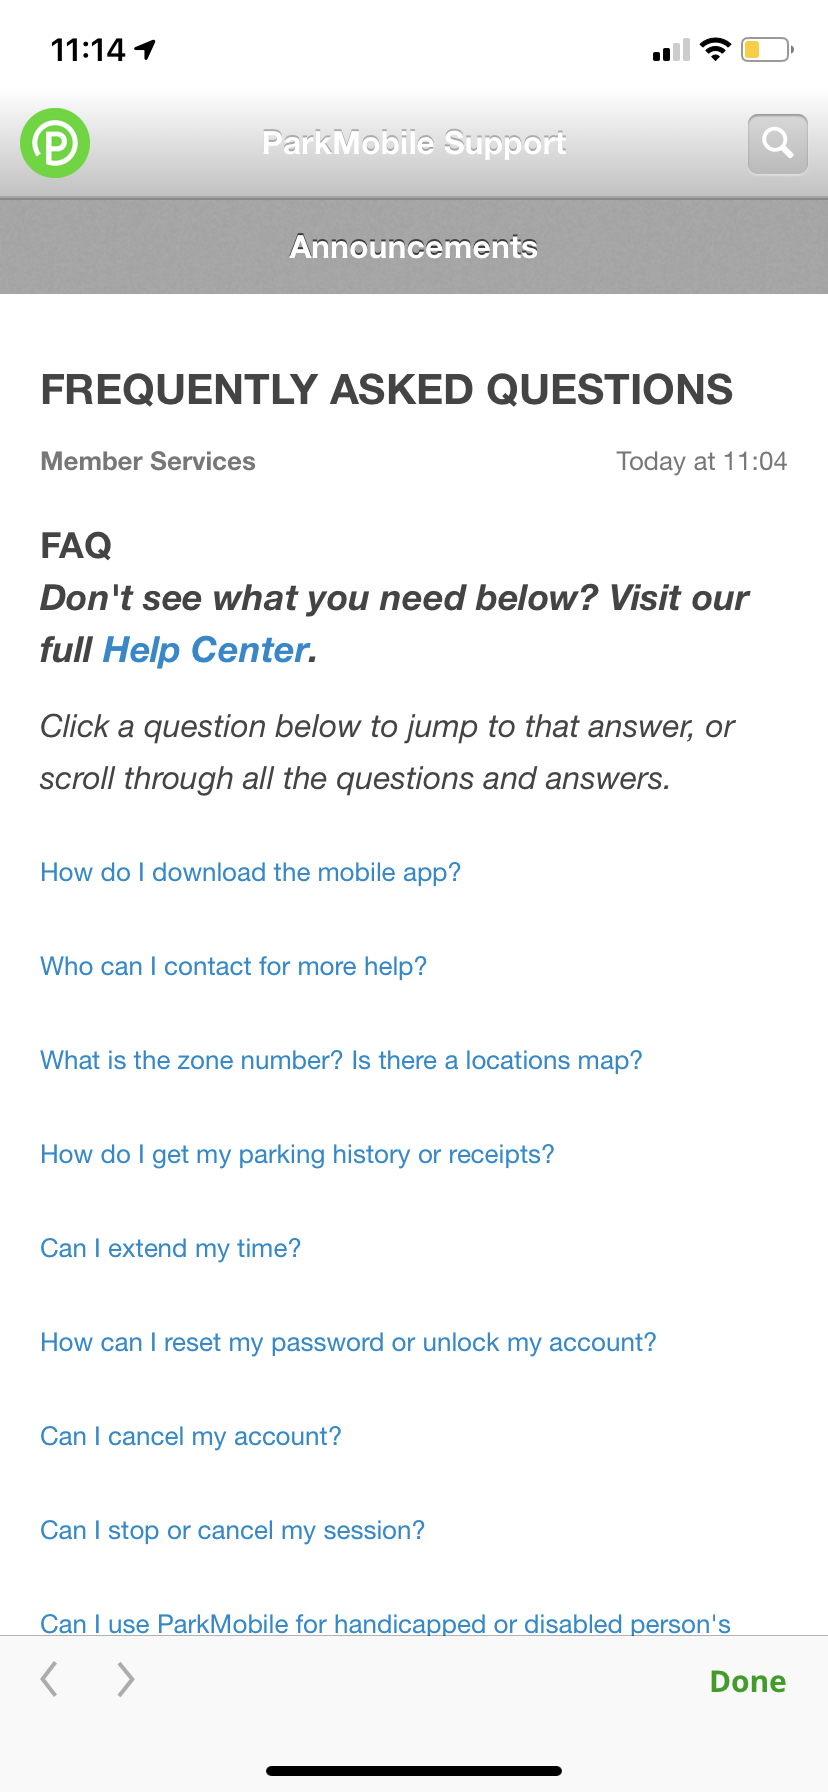 11:14
ParkMobile Support
Announcements
FREQUENTLY ASKED QUESTIONS
Member Services Today at 11:04
FAQ
Don't see what you need below? Visit our
full Help Center.
Click a question below to jump to that answer, or
scroll through all the questions and answers.
How do I download the mobile app?
Who can I contact for more help?
What is the zone number? Is there a locations map?
How do I get my parking history or receipts?
Can I extend my time?
How can I reset my password or unlock my account?
Can I cancel my account?
Can I stop or cancel my session?
Can I use ParkMobile for handicapped or disabled person's
Done